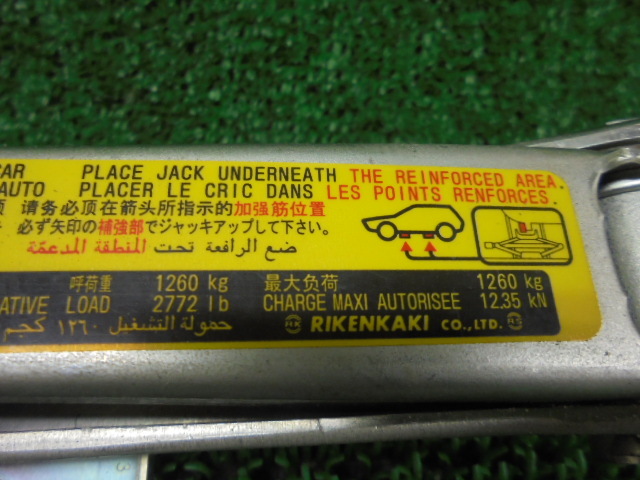 CAR PLACE JACK UNDERNEATH THE REINFORCED AREA.
AUTO PLACER LE CRIC DANS LES POINTS RENFORCES.
请务必顶在箭头所指示的加强筋位置
必ず矢印の補強部でジャッキアップして下さい。
ضع الرافعة تحت المنطقة المدعمّة
呼荷重 1260 kg 最大负荷 1260 kg
ATIVE LOAD 2772 lb CHARGE MAXI AUTORISEE 12.35 kN
حمولة التشغيل ١٢٦٠ كجم
RIKENKAKI CO.,LTD.
3